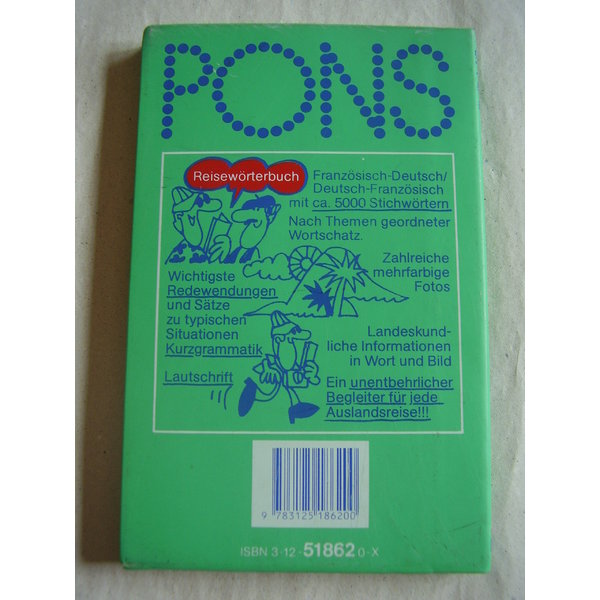 PONS
Reisewörterbuch
Französisch-Deutsch/
Deutsch-Französisch
mit ca. 5000 Stichwörtern
Nach Themen geordneter
Wortschatz.
Zahlreiche
mehrfarbige
Fotos
Wichtigste
Redewendungen
und Sätze
zu typischen
Situationen
Kurzgrammatik
Lautschrift
Landeskund-
liche Informationen
in Wort und Bild
Ein unentbehrlicher
Begleiter für jede
Auslandsreise!!!
9 783125 186200
ISBN 3-12-518620-X